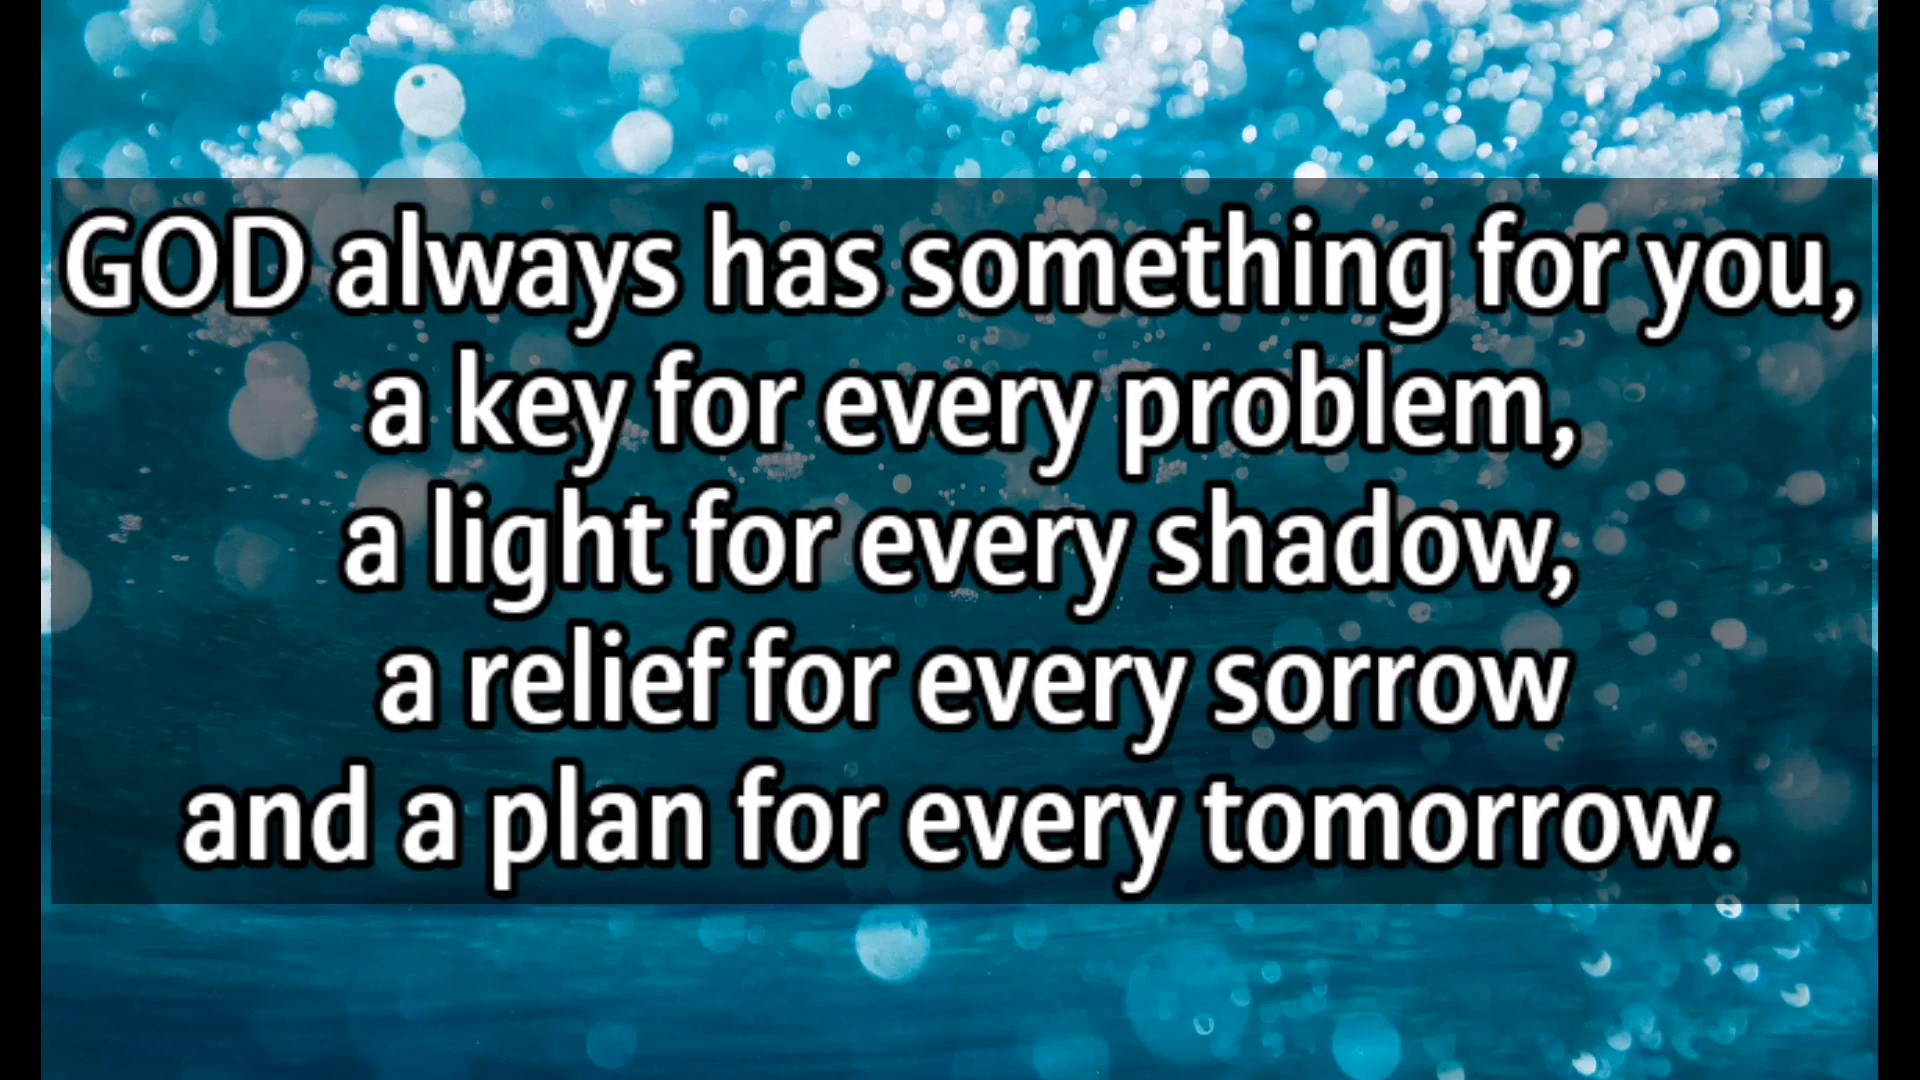 GOD always has something for you,
a key for every problem,
a light for every shadow,
a relief for every sorrow
and a plan for every tomorrow.